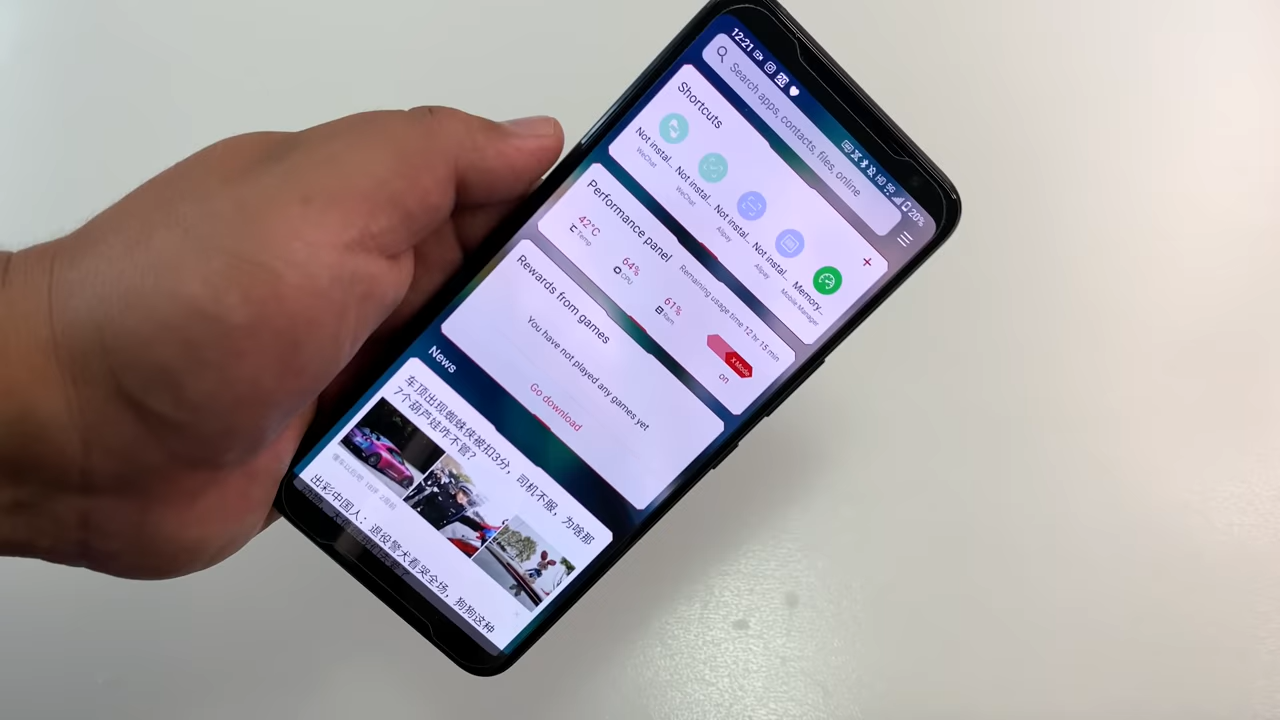 12:21
HD 5G 20%
Search apps, contacts, files, online
Shortcuts
Not instal... Not instal... Not instal... Not instal... Memory...
WeChat WeChat Alipay Alipay Mobile Manager
Performance panel Remaining usage time 12 hr 15 min
42°C 64% 61% X Mode
Temp CPU Ram on
Rewards from games
You have not played any games yet
Go download
News
车顶出现蜘蛛侠被扣3分，司机不服，为啥那
7个葫芦娃咋不管？
出彩中国人：退役警犬看哭全场，狗狗这种